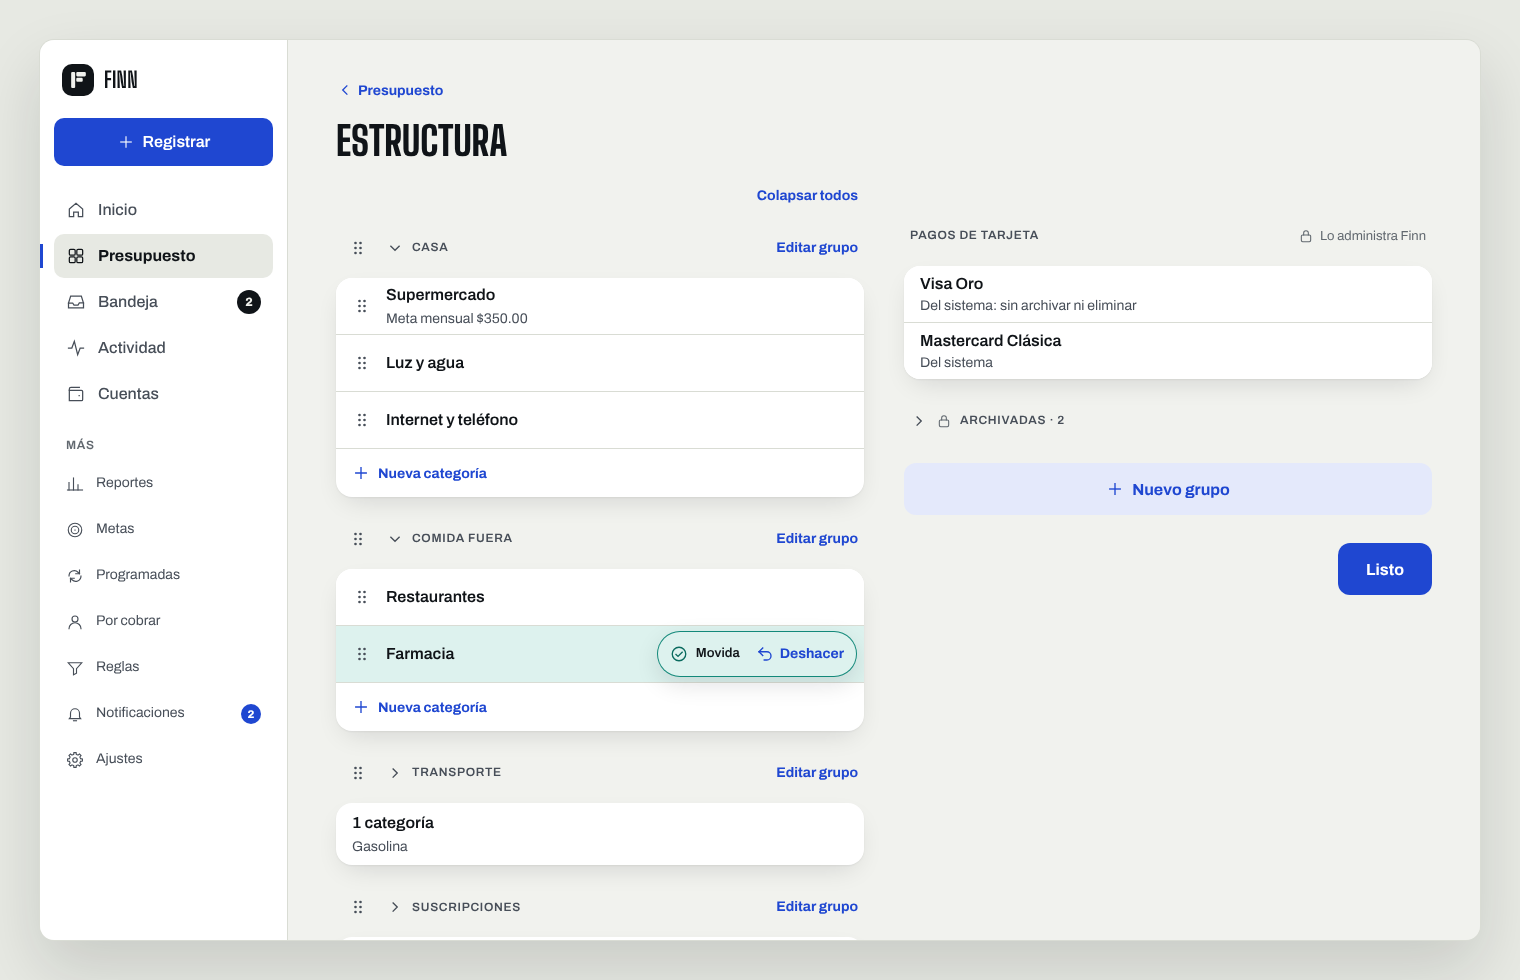 FINN
Registrar
Inicio
Presupuesto
Bandeja 2
Actividad
Cuentas
MÁS
Reportes
Metas
Programadas
Por cobrar
Reglas
Notificaciones 2
Ajustes
Presupuesto
ESTRUCTURA
Colapsar todos
CASA Editar grupo
Supermercado
Meta mensual $350.00
Luz y agua
Internet y teléfono
Nueva categoría
COMIDA FUERA Editar grupo
Restaurantes
Farmacia Movida Deshacer
Nueva categoría
TRANSPORTE Editar grupo
1 categoría
Gasolina
SUSCRIPCIONES Editar grupo
PAGOS DE TARJETA Lo administra Finn
Visa Oro
Del sistema: sin archivar ni eliminar
Mastercard Clásica
Del sistema
ARCHIVADAS · 2
Nuevo grupo
Listo